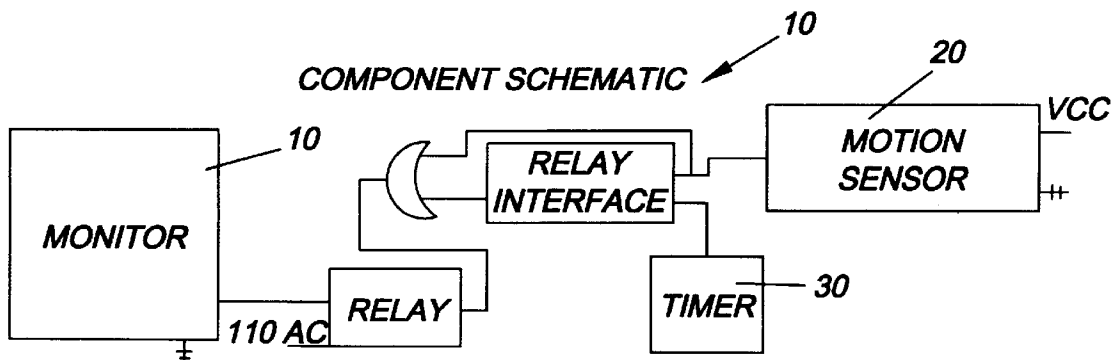 10
COMPONENT SCHEMATIC
20
VCC
10
MOTION
SENSOR
RELAY
INTERFACE
MONITOR
30
TIMER
RELAY
110 AC